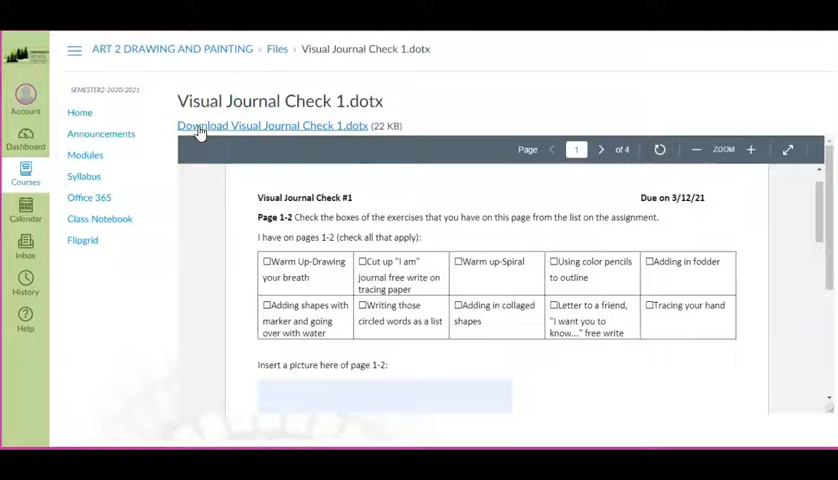 ART 2 DRAWING AND PAINTING > Files > Visual Journal Check 1.dotx
Account
Dashboard
Courses
Calendar
Inbox
History
Help
SEMESTER2-2020/2021
Home
Announcements
Modules
Syllabus
Office 365
Class Notebook
Flipgrid
Visual Journal Check 1.dotx
Download Visual Journal Check 1.dotx (22 KB)
Page < 1 > of 4 − ZOOM +
Visual Journal Check #1 Due on 3/12/21
Page 1-2 Check the boxes of the exercises that you have on this page from the list on the assignment.
I have on pages 1-2 (check all that apply):
☐Warm Up-Drawing
your breath
☐Cut up "I am"
journal free write on
tracing paper
☐Warm up-Spiral
☐Using color pencils
to outline
☐Adding in fodder
☐Adding shapes with
marker and going
over with water
☐Writing those
circled words as a list
☐Adding in collaged
shapes
☐Letter to a friend,
"I want you to
know..." free write
☐Tracing your hand
Insert a picture here of page 1-2: